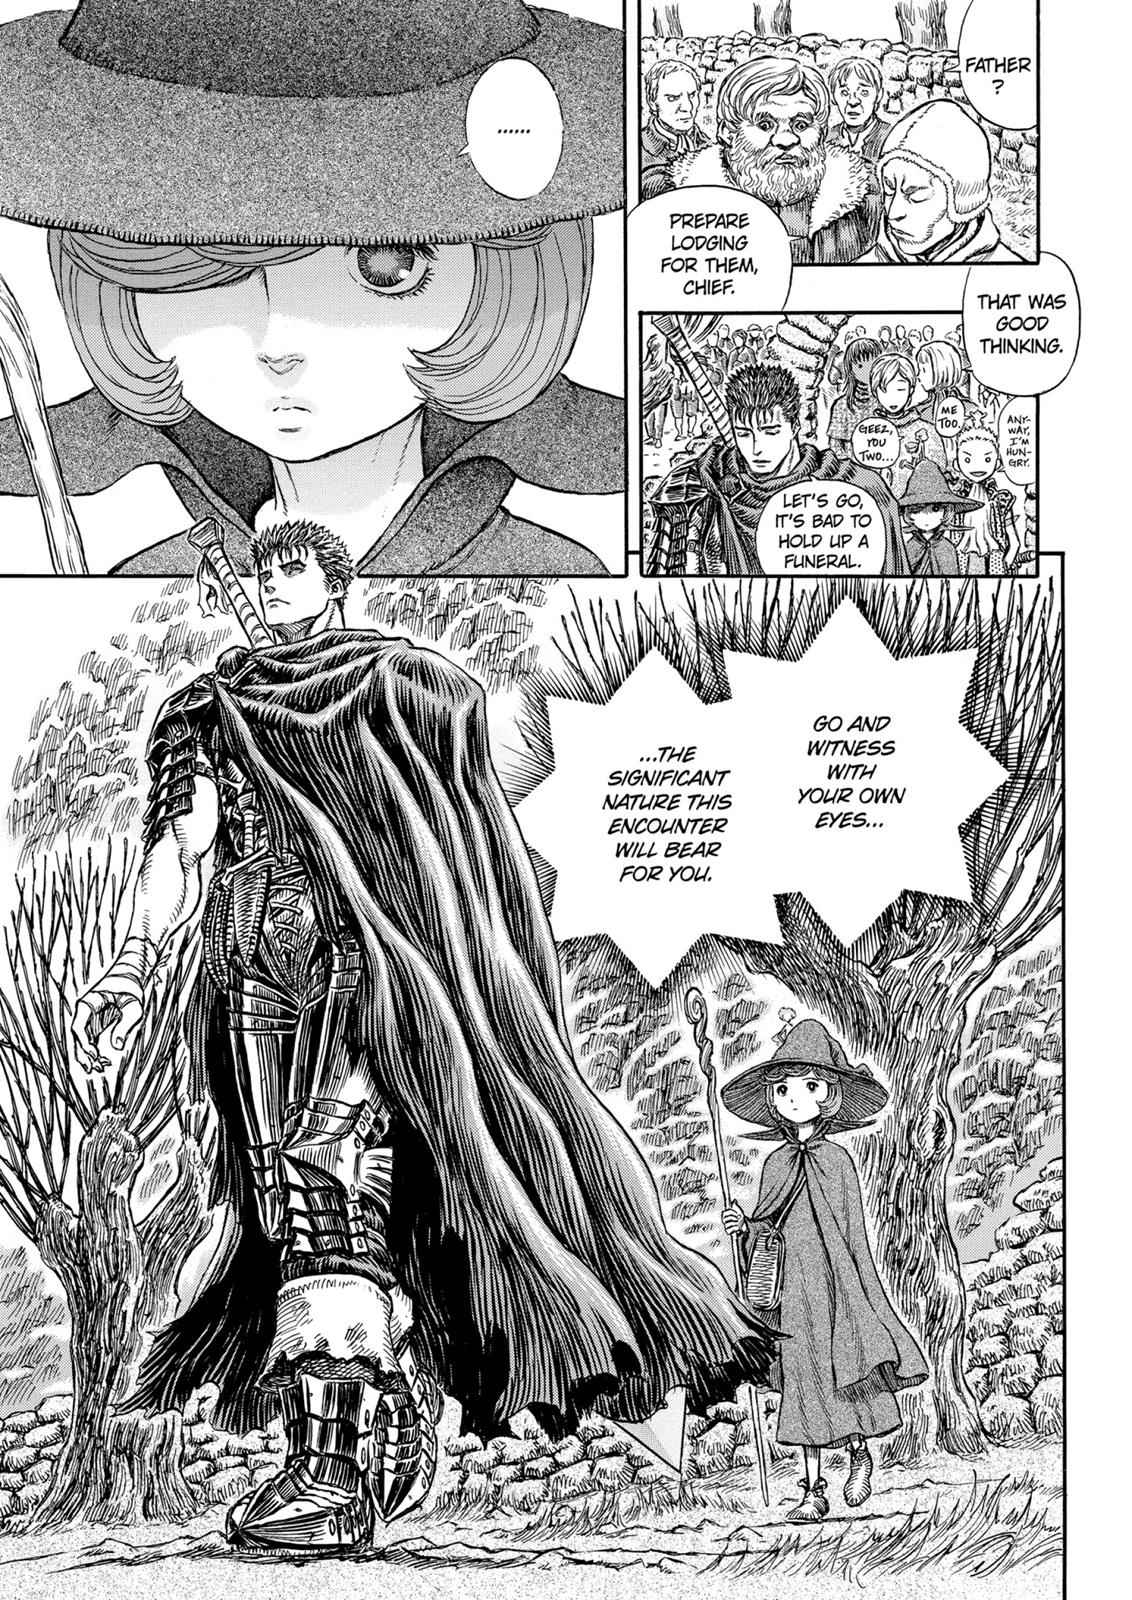 FATHER
?
PREPARE
LODGING
FOR THEM,
CHIEF.
THAT WAS
GOOD
THINKING.
ANY-
WAY,
I'M
HUN-
GRY.
ME
TOO.
GEEZ,
YOU
TWO...
LET'S GO,
IT'S BAD TO
HOLD UP A
FUNERAL.
......
GO AND
WITNESS
WITH
YOUR OWN
EYES...
...THE
SIGNIFICANT
NATURE THIS
ENCOUNTER
WILL BEAR
FOR YOU.